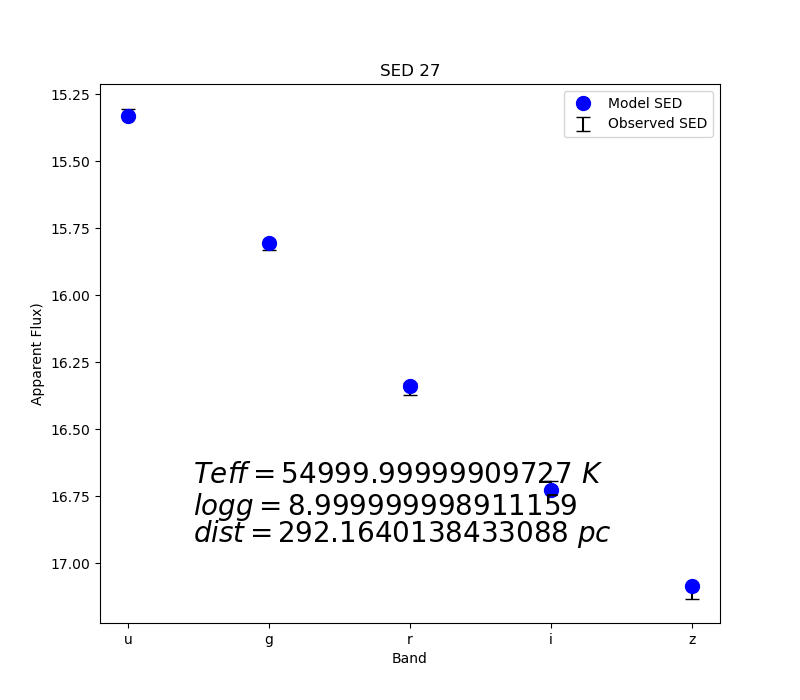 SED 27
Model SED
Observed SED
15.25
15.50
15.75
16.00
16.25
16.50
16.75
17.00
Apparent Flux)
Teff = 54999.99999909727 K
logg = 8.999999998911159
dist = 292.1640138433088 pc
u g r i z
Band